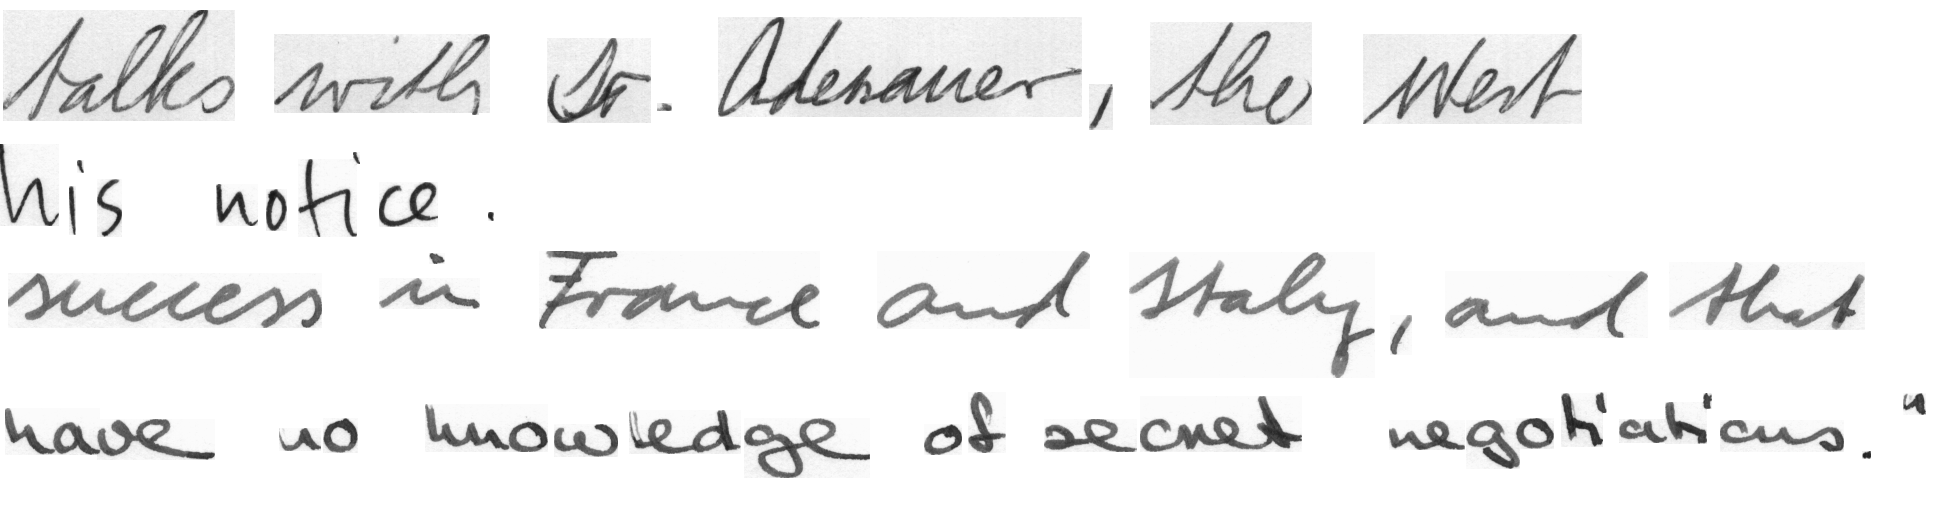 talks with Dr. Adenauer, the West
his notice.
success in France and Italy, and that
have no knowledge of secret negotiations."